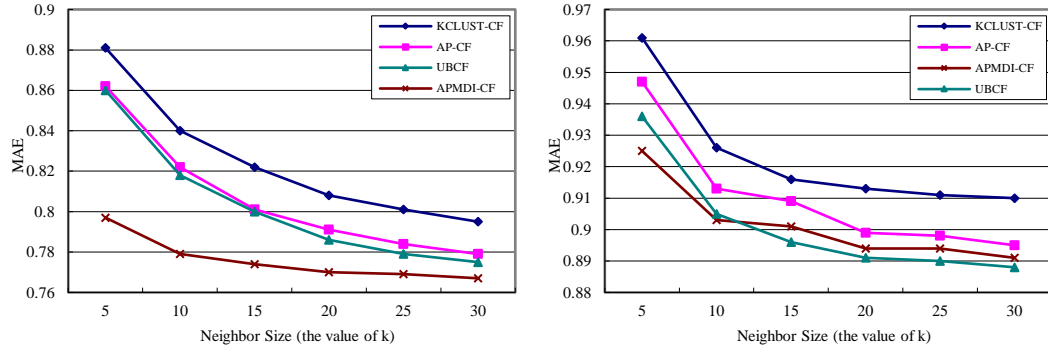 0.9
0.88
0.86
0.84
0.82
0.8
0.78
0.76
MAE
KCLUST-CF
AP-CF
UBCF
APMDI-CF
5 10 15 20 25 30
Neighbor Size (the value of k)
0.97
0.96
0.95
0.94
0.93
0.92
0.91
0.9
0.89
0.88
MAE
KCLUST-CF
AP-CF
APMDI-CF
UBCF
5 10 15 20 25 30
Neighbor Size (the value of k)